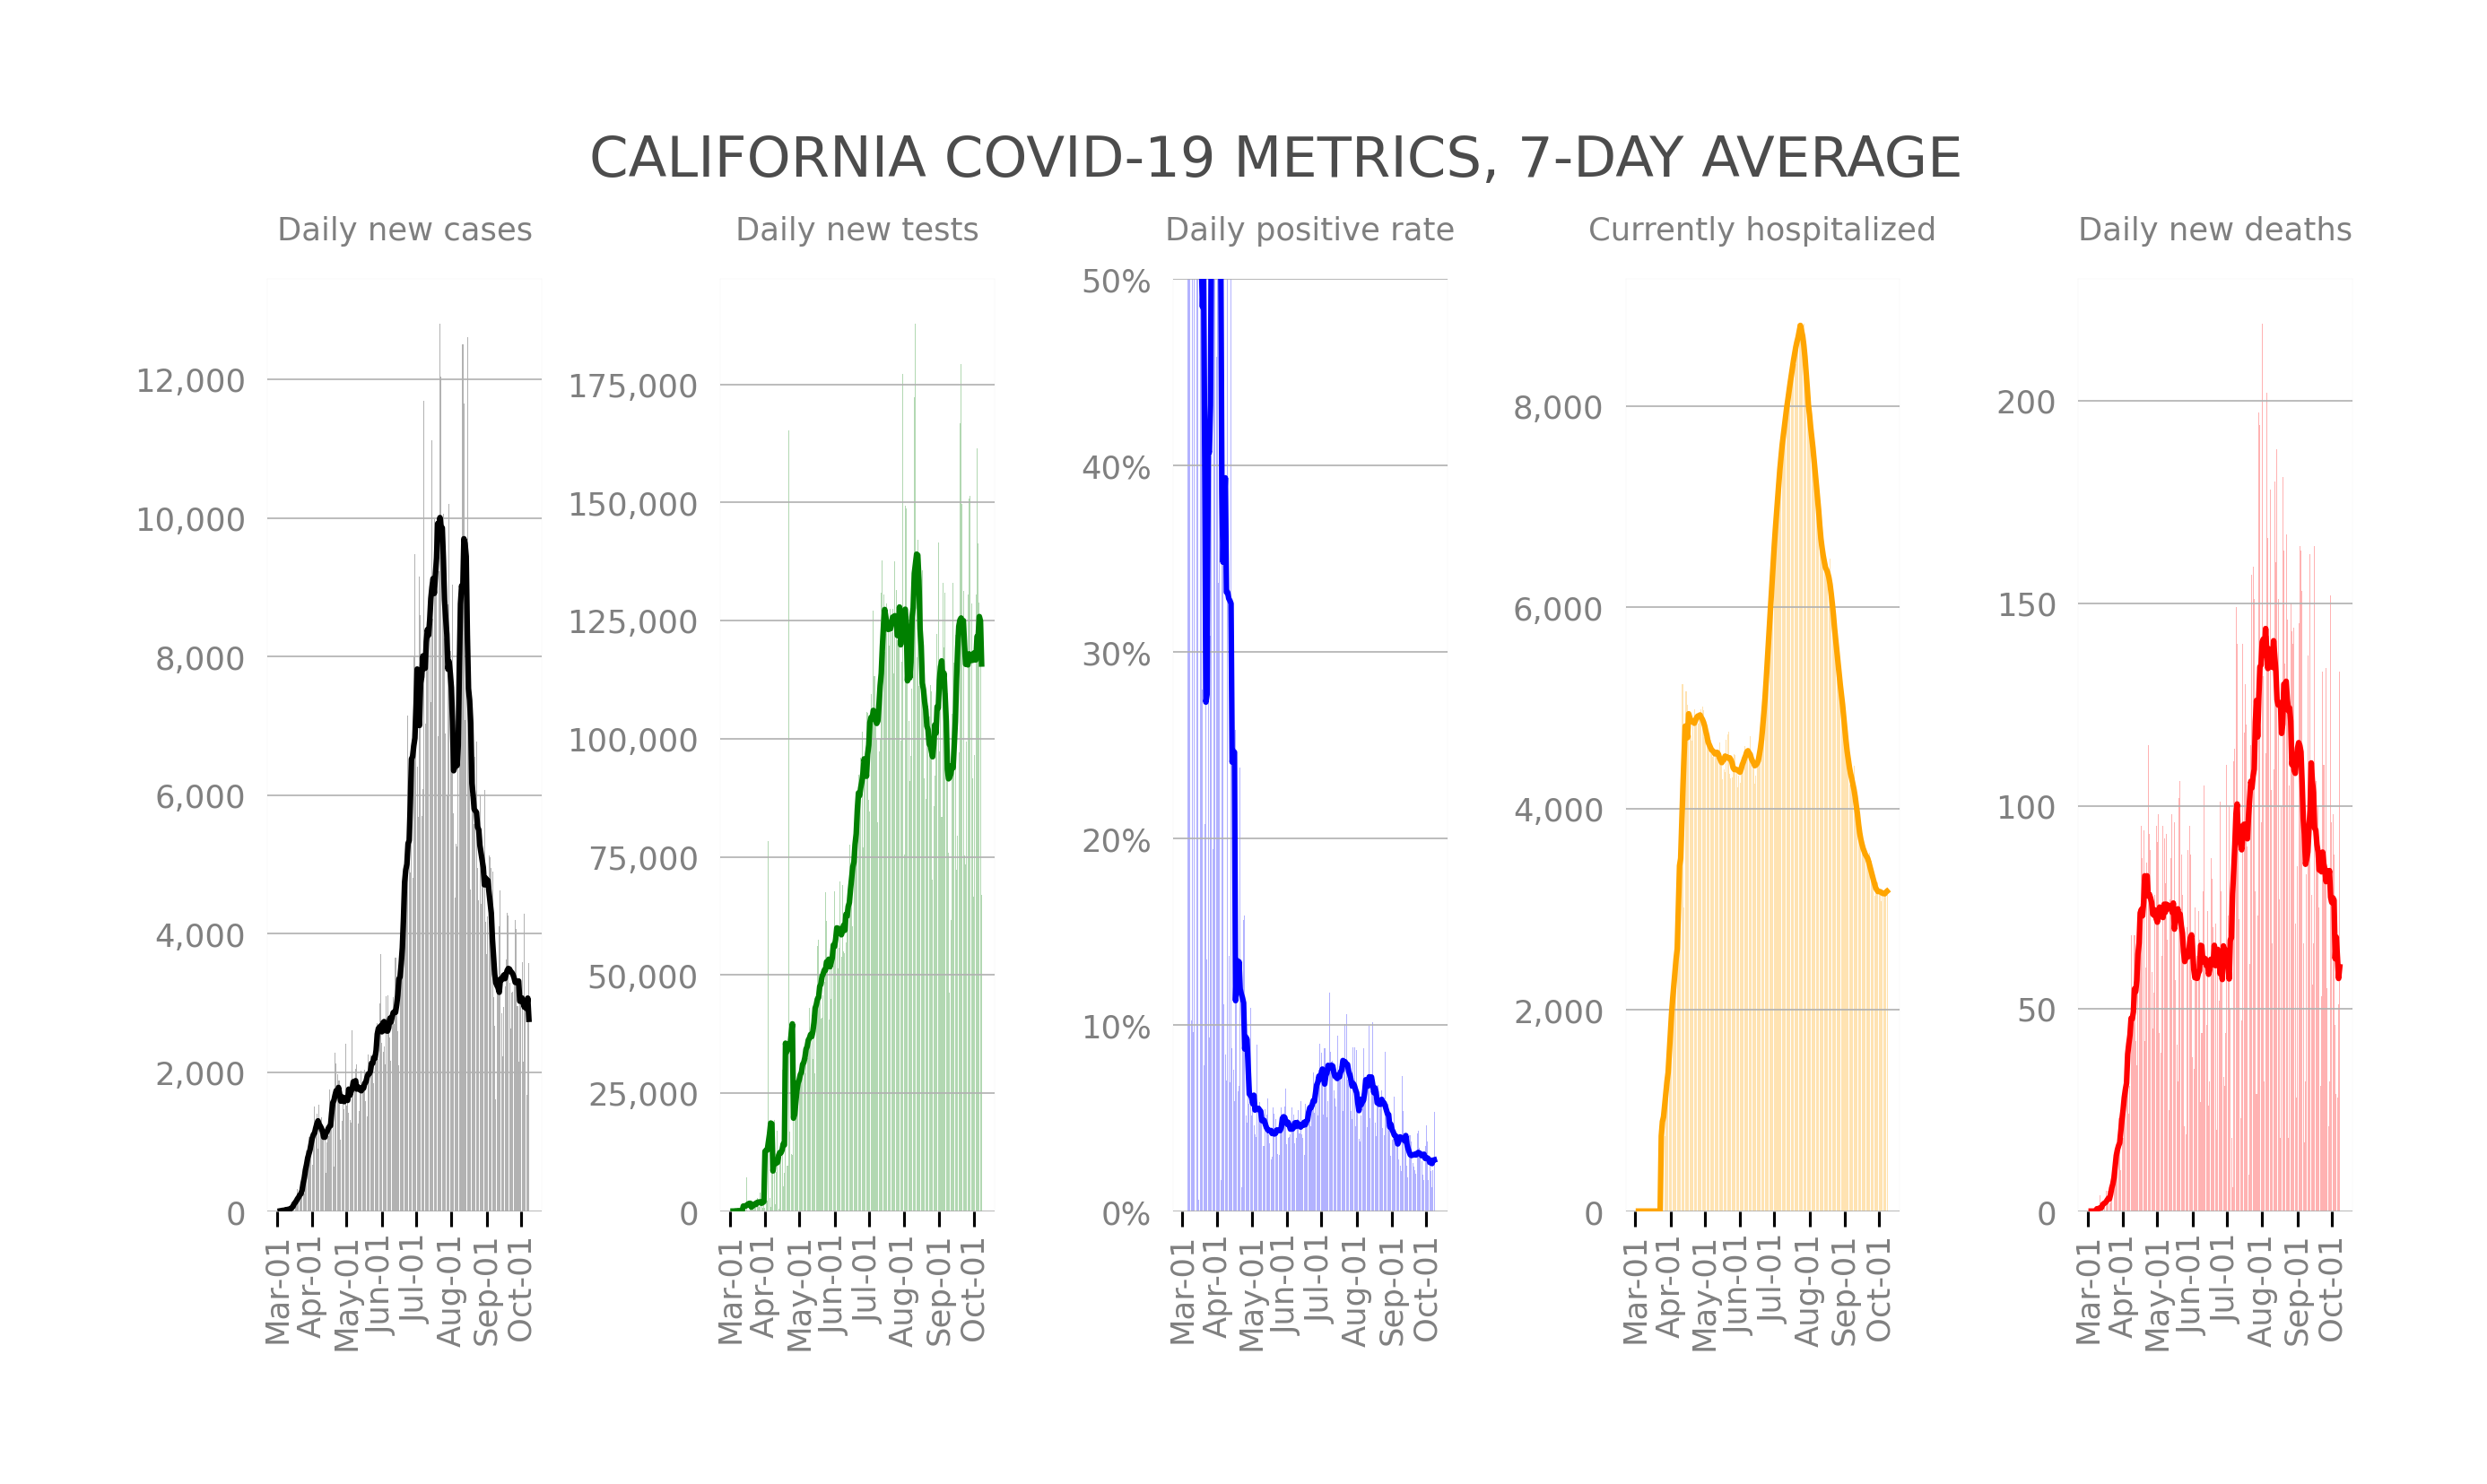 CALIFORNIA COVID-19 METRICS, 7-DAY AVERAGE
Daily new cases
12,000
10,000
8,000
6,000
4,000
2,000
0
Mar-01
Apr-01
May-01
Jun-01
Jul-01
Aug-01
Sep-01
Oct-01
Daily new tests
175,000
150,000
125,000
100,000
75,000
50,000
25,000
0
Mar-01
Apr-01
May-01
Jun-01
Jul-01
Aug-01
Sep-01
Oct-01
Daily positive rate
50%
40%
30%
20%
10%
0%
Mar-01
Apr-01
May-01
Jun-01
Jul-01
Aug-01
Sep-01
Oct-01
Currently hospitalized
8,000
6,000
4,000
2,000
0
Mar-01
Apr-01
May-01
Jun-01
Jul-01
Aug-01
Sep-01
Oct-01
Daily new deaths
200
150
100
50
0
Mar-01
Apr-01
May-01
Jun-01
Jul-01
Aug-01
Sep-01
Oct-01